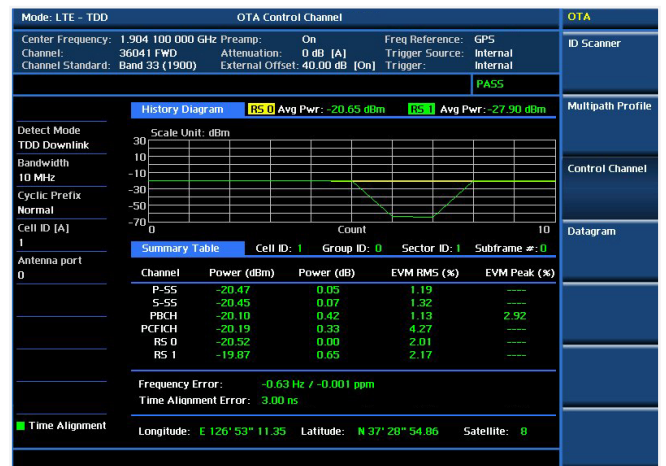 Mode: LTE - TDD OTA Control Channel OTA
Center Frequency: 1.904 100 000 GHz Preamp: On Freq Reference: GPS
Channel: 36041 FWD Attenuation: 0 dB [A] Trigger Source: Internal
Channel Standard: Band 33 (1900) External Offset: 40.00 dB [On] Trigger: Internal
PASS
ID Scanner
Multipath Profile
Control Channel
Datagram
History Diagram RS 0 Avg Pwr: -20.65 dBm RS 1 Avg Pwr: -27.90 dBm
Detect Mode
TDD Downlink
Bandwidth
10 MHz
Cyclic Prefix
Normal
Cell ID [A]
1
Antenna port
0
Time Alignment
Scale Unit: dBm
30
10
-10
-30
-50
-70
0 Count 10
Summary Table Cell ID: 1 Group ID: 0 Sector ID: 1 Subframe #: 0
Channel Power (dBm) Power (dB) EVM RMS (%) EVM Peak (%)
P-SS -20.47 0.05 1.19 ----
S-SS -20.45 0.07 1.32 ----
PBCH -20.10 0.42 1.13 2.92
PCFICH -20.19 0.33 4.27 ----
RS 0 -20.52 0.00 2.01 ----
RS 1 -19.87 0.65 2.17 ----
Frequency Error: -0.63 Hz / -0.001 ppm
Time Alignment Error: 3.00 ns
Longitude: E 126' 53" 11.35 Latitude: N 37' 28" 54.86 Satellite: 8